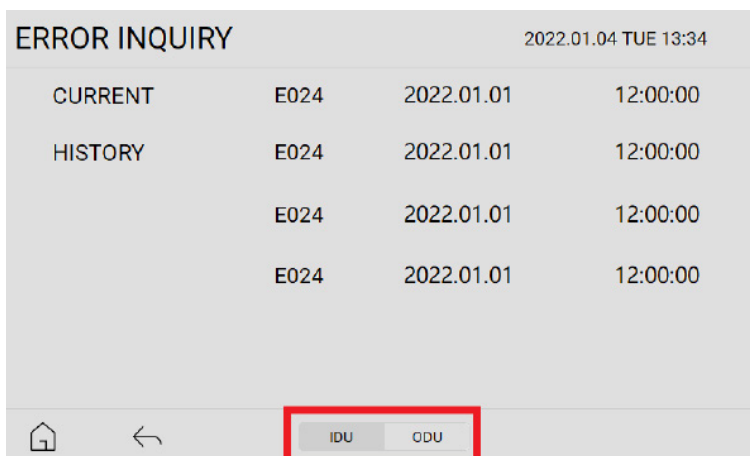 ERROR INQUIRY 2022.01.04 TUE 13:34
CURRENT E024 2022.01.01 12:00:00
HISTORY E024 2022.01.01 12:00:00
E024 2022.01.01 12:00:00
E024 2022.01.01 12:00:00
IDU ODU